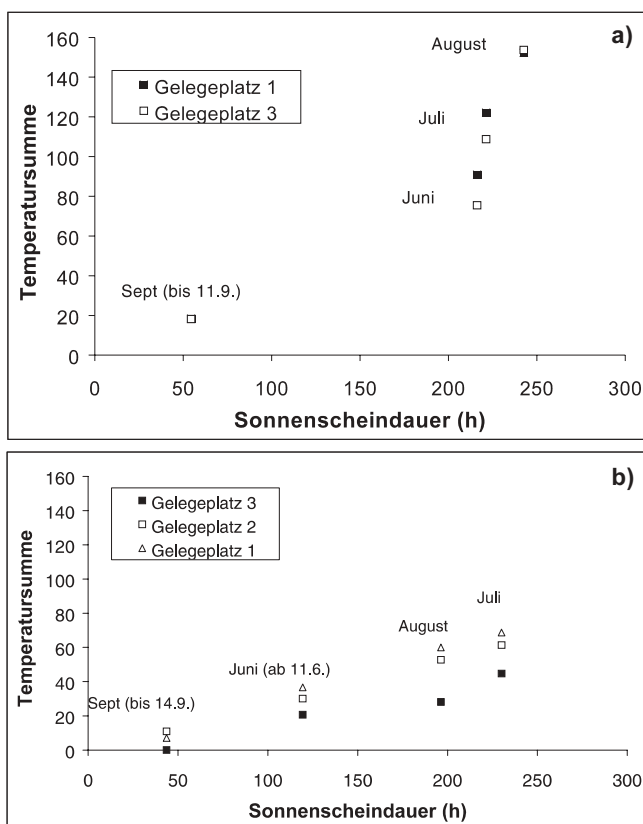 a)
160
140
120
100
80
60
40
20
0
Temperatursumme
Gelegeplatz 1
Gelegeplatz 3
August
Juli
Juni
Sept (bis 11.9.)
0 50 100 150 200 250 300
Sonnenscheindauer (h)
b)
160
140
120
100
80
60
40
20
0
Temperatursumme
Gelegeplatz 3
Gelegeplatz 2
Gelegeplatz 1
Juli
August
Juni (ab 11.6.)
Sept (bis 14.9.)
0 50 100 150 200 250 300
Sonnenscheindauer (h)